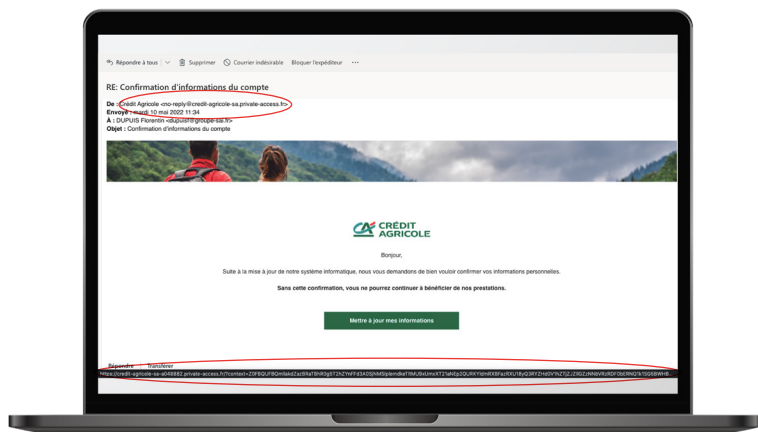 Répondre à tous
Supprimer
Courrier indésirable
Bloquer l'expéditeur
RE: Confirmation d'informations du compte
De : Crédit Agricole <no-reply@credit-agricole-sa.private-access.fr>
Envoyé : mardi 10 mai 2022 11:34
À : DUPUIS Florentin <dupuisf@groupe-sai.fr>
Objet : Confirmation d'informations du compte
CA CRÉDIT
AGRICOLE
Bonjour,
Suite à la mise à jour de notre système informatique, nous vous demandons de bien vouloir confirmer vos informations personnelles.
Sans cette confirmation, vous ne pourrez continuer à bénéficier de nos prestations.
Mettre à jour mes informations
Répondre Transférer